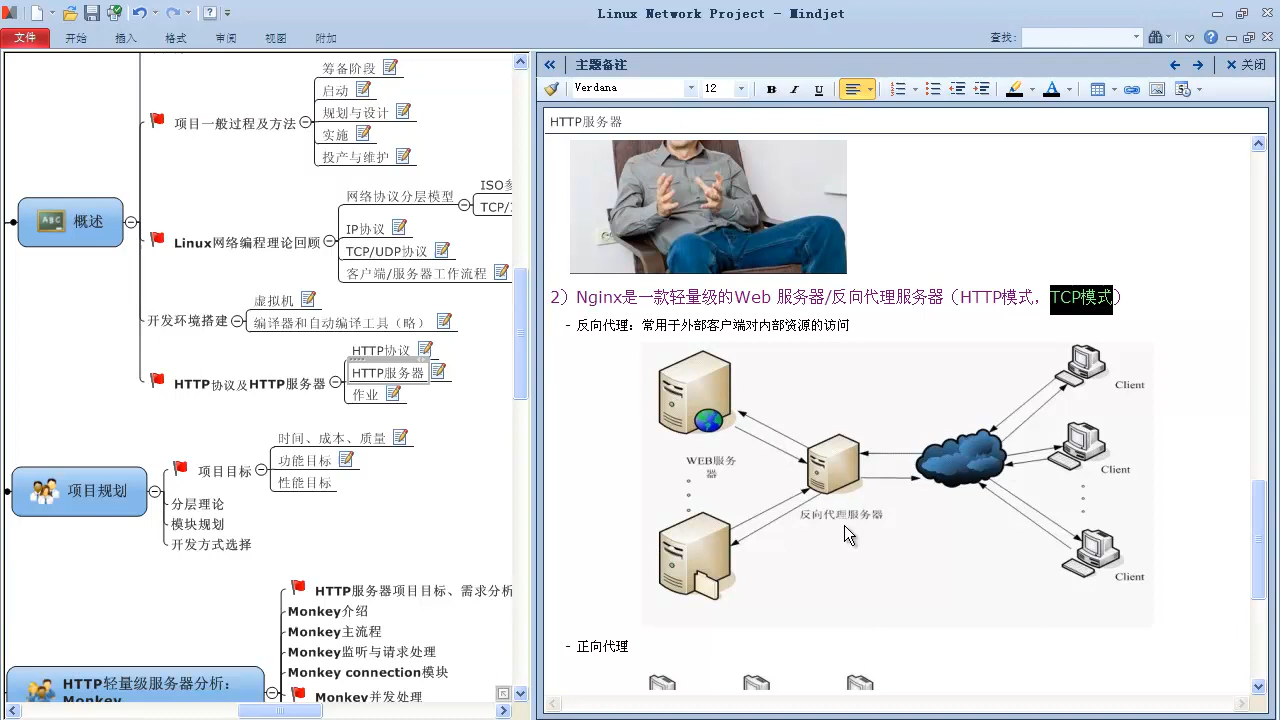 Linux Network Project - Mindjet
文件 开始 插入 格式 审阅 视图 附加 查找:
筹备阶段
启动
项目一般过程及方法
规划与设计
实施
投产与维护
网络协议分层模型
TCP/
概述
IP协议
Linux网络编程理论回顾
TCP/UDP协议
客户端/服务器工作流程
虚拟机
开发环境搭建
编译器和自动编译工具（略）
HTTP协议
HTTP协议及HTTP服务器
HTTP服务器
作业
时间、成本、质量
项目目标
功能目标
项目规划
性能目标
分层理论
模块规划
开发方式选择
HTTP服务器项目目标、需求分析
Monkey介绍
Monkey主流程
Monkey监听与请求处理
Monkey connection模块
HTTP轻量级服务器分析：
Monkey
Monkey并发处理
主题备注
关闭
Verdana 12 B I U
HTTP服务器
2）Nginx是一款轻量级的Web 服务器/反向代理服务器（HTTP模式，TCP模式）
- 反向代理：常用于外部客户端对内部资源的访问
Client
WEB服务
器
Client
反向代理服务器
Client
- 正向代理